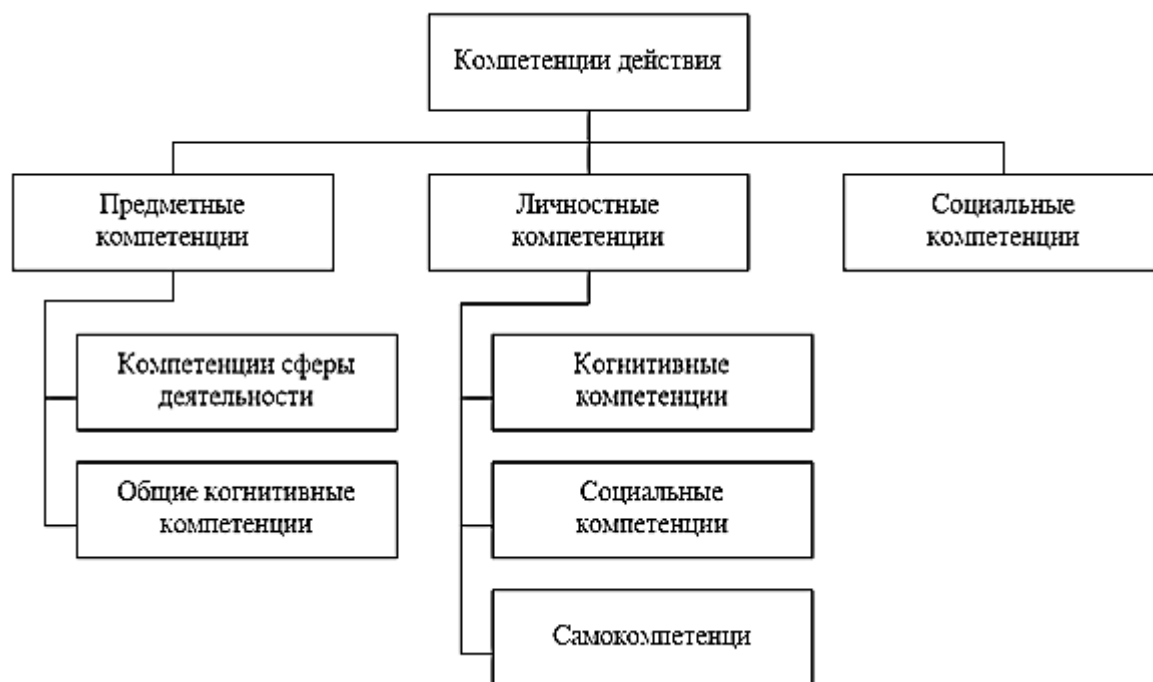 Компетенции действия
Предметные
компетенции
Личностные
компетенции
Социальные
компетенции
Компетенции сферы
деятельности
Общие когнитивные
компетенции
Когнитивные
компетенции
Социальные
компетенции
Самокомпетенци